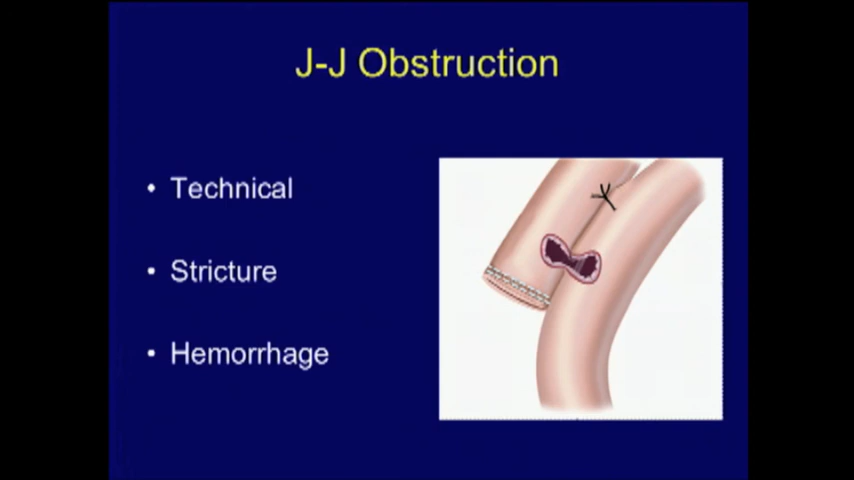 J-J Obstruction
• Technical
• Stricture
• Hemorrhage